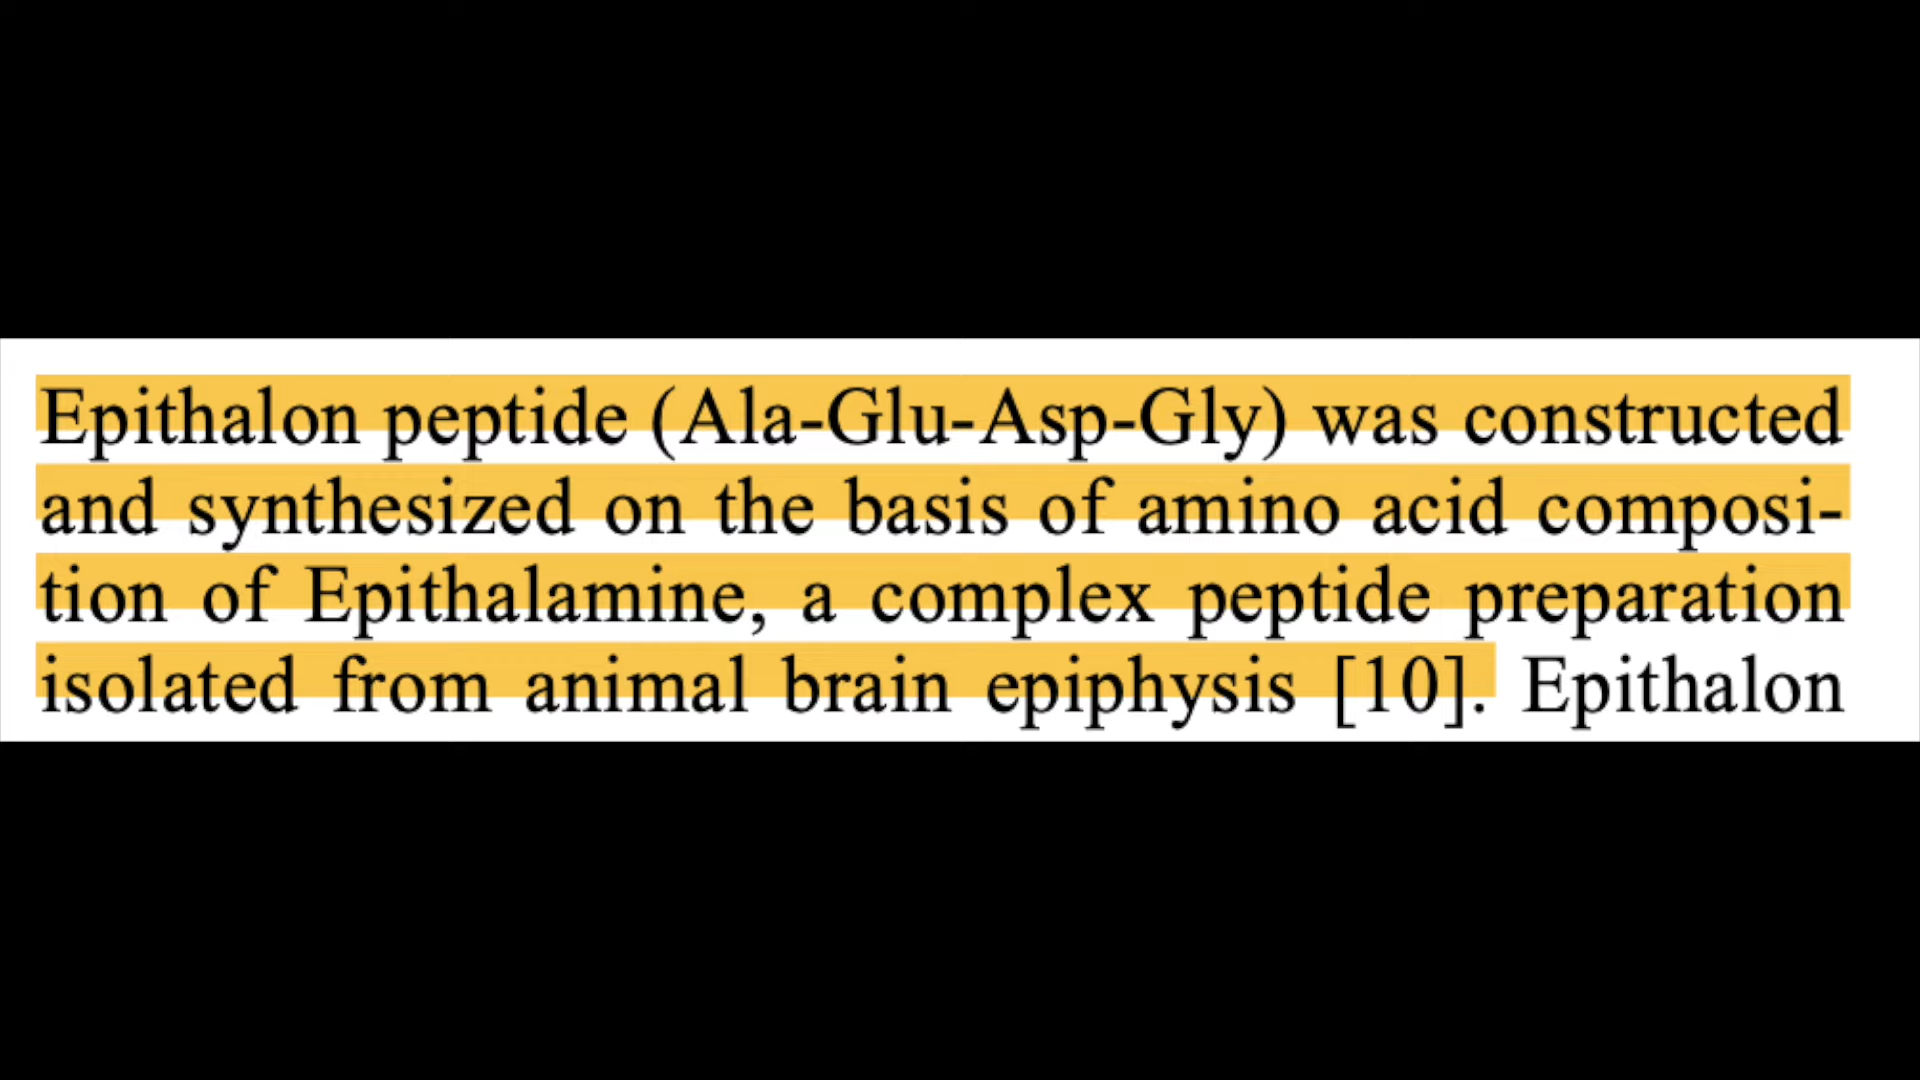 Epithalon peptide (Ala-Glu-Asp-Gly) was constructed
and synthesized on the basis of amino acid composi-
tion of Epithalamine, a complex peptide preparation
isolated from animal brain epiphysis [10]. Epithalon